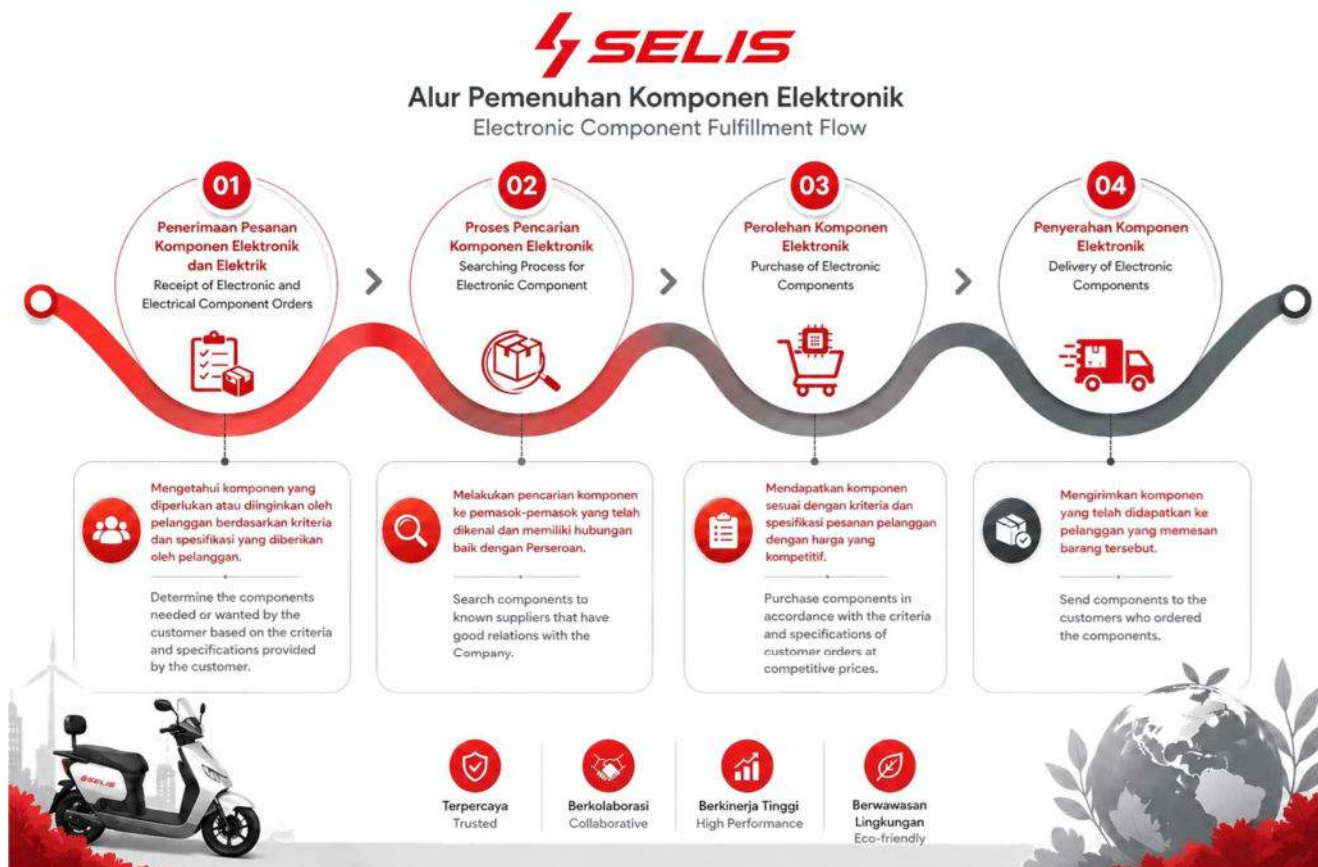 SELIS
Alur Pemenuhan Komponen Elektronik
Electronic Component Fulfillment Flow
01
Penerimaan Pesanan
Komponen Elektronik
dan Elektrik
Receipt of Electronic and
Electrical Component Orders
02
Proses Pencarian
Komponen Elektronik
Searching Process for
Electronic Component
03
Perolehan Komponen
Elektronik
Purchase of Electronic
Components
04
Penyerahan Komponen
Elektronik
Delivery of Electronic
Components
Mengetahui komponen yang
diperlukan atau diinginkan oleh
pelanggan berdasarkan kriteria
dan spesifikasi yang diberikan
oleh pelanggan.
Determine the components
needed or wanted by the
customer based on the criteria
and specifications provided
by the customer.
Melakukan pencarian komponen
ke pemasok-pemasok yang telah
dikenal dan memiliki hubungan
baik dengan Perseroan.
Search components to
known suppliers that have
good relations with the
Company.
Mendapatkan komponen
sesuai dengan kriteria dan
spesifikasi pesanan pelanggan
dengan harga yang
kompetitif.
Purchase components in
accordance with the criteria
and specifications of
customer orders at
competitive prices.
Mengirimkan komponen
yang telah didapatkan ke
pelanggan yang memesan
barang tersebut.
Send components to the
customers who ordered
the components.
SELIS
Terpercaya
Trusted
Berkolaborasi
Collaborative
Berkinerja Tinggi
High Performance
Berwawasan
Lingkungan
Eco-friendly